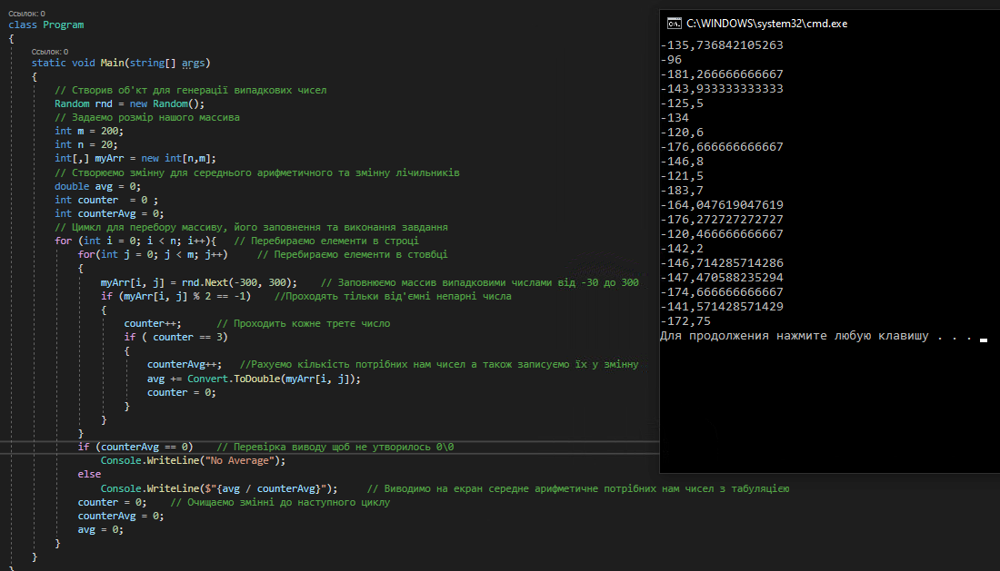 Ссылок: 0
class Program
{
Ссылок: 0
static void Main(string[] args)
{
// Створив об'кт для генерації випадкових чисел
Random rnd = new Random();
// Задаємо розмір нашого массива
int m = 200;
int n = 20;
int[,] myArr = new int[n,m];
// Створюємо змінну для середнього арифметичного та змінну лічильників
double avg = 0;
int counter  = 0 ;
int counterAvg = 0;
// Цимкл для перебору массиву, його заповнення та виконання завдання
for (int i = 0; i < n; i++){   // Перебираємо елементи в строці
for(int j = 0; j < m; j++)     // Перебираємо елементи в стовбці
{
myArr[i, j] = rnd.Next(-300, 300);    // Заповнюємо массив випадковими числами від -30 до 300
if (myArr[i, j] % 2 == -1)    //Проходять тільки від'ємні непарні числа
{
counter++;      // Проходить кожне третє число
if ( counter == 3)
{
counterAvg++;   //Рахуємо кількість потрібних нам чисел а також записуємо їх у змінну
avg += Convert.ToDouble(myArr[i, j]);
counter = 0;
}
}
}
if (counterAvg == 0)    // Перевірка виводу щоб не утворилось 0\0
Console.WriteLine("No Average");
else
Console.WriteLine($"{avg / counterAvg}");     // Виводимо на екран середне арифметичне потрібних нам чисел з табуляцією
counter = 0;    // Очищаємо змінні до наступного циклу
counterAvg = 0;
avg = 0;
}
}
}
C:\WINDOWS\system32\cmd.exe
-135,736842105263
-96
-181,266666666667
-143,933333333333
-125,5
-134
-120,6
-176,666666666667
-146,8
-121,5
-183,7
-164,047619047619
-176,272727272727
-120,466666666667
-142,2
-146,714285714286
-147,470588235294
-174,666666666667
-141,571428571429
-172,75
Для продолжения нажмите любую клавишу . . .